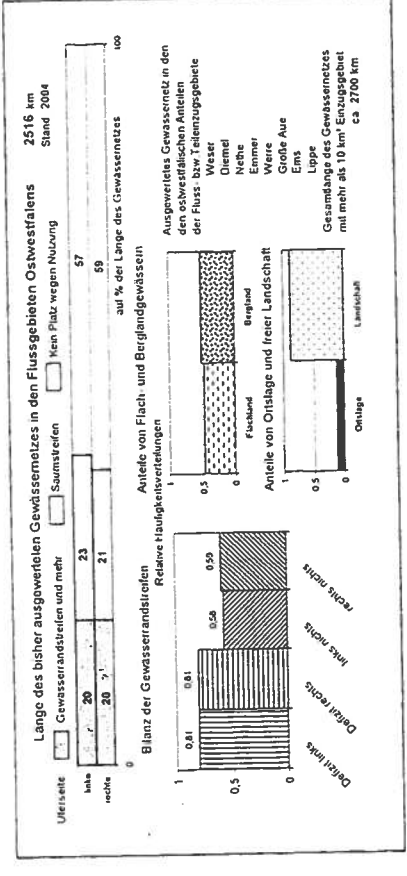 Länge des bisher ausgewerteten Gewässernetzes in den Flussgebieten Ostwestfalens
2516 km
Stand 2004
Uferseite
Gewässerrandstreifen und mehr
Saumstreifen
Kein Platz wegen Nutzung
links
20
23
57
rechts
20
21
59
0
100
auf % der Länge des Gewässernetzes
Bilanz der Gewässerrandstreifen
Relative Häufigkeitsverteilungen
1
0,5
0
0,81
0,81
0,58
0,59
Defizit links
Defizit rechts
links nichts
rechts nichts
Anteile von Flach- und Berglandgewässern
1
0,5
0
Flachland
Bergland
Anteile von Ortslage und freier Landschaft
1
0.5
0
Ortslage
Landschaft
Ausgewertetes Gewässernetz in den
den ostwestfälischen Anteilen
der Fluss- bzw Teileinzugsgebiete
Weser
Diemel
Nethe
Emmer
Werre
Große Aue
Ems
Lippe
Gesamtlänge des Gewässernetzes
mit mehr als 10 km² Einzugsgebiet
ca 2700 km